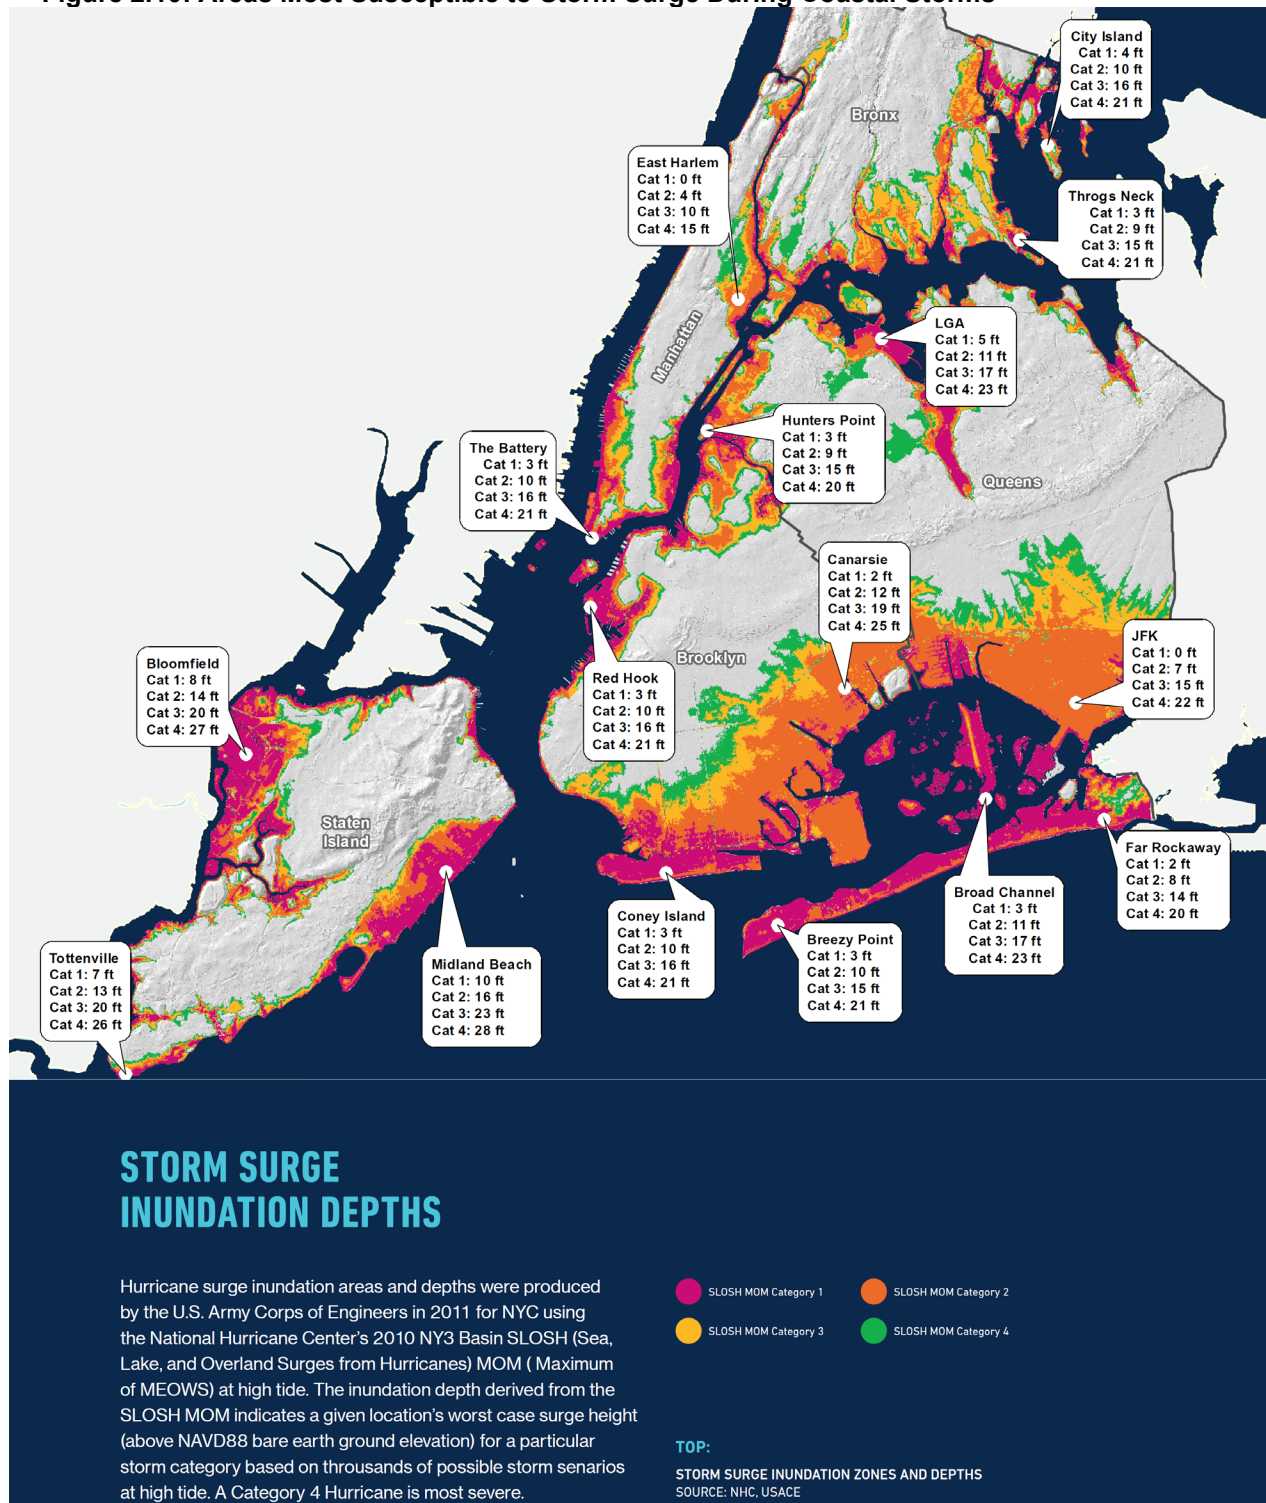 Figure 2.10: Areas Most Susceptible to Storm Surge During Coastal Storms
City Island
Cat 1: 4 ft
Cat 2: 10 ft
Cat 3: 16 ft
Cat 4: 21 ft
Bronx
East Harlem
Cat 1: 0 ft
Cat 2: 4 ft
Cat 3: 10 ft
Cat 4: 15 ft
Throgs Neck
Cat 1: 3 ft
Cat 2: 9 ft
Cat 3: 15 ft
Cat 4: 21 ft
Manhattan
LGA
Cat 1: 5 ft
Cat 2: 11 ft
Cat 3: 17 ft
Cat 4: 23 ft
Hunters Point
Cat 1: 3 ft
Cat 2: 9 ft
Cat 3: 15 ft
Cat 4: 20 ft
The Battery
Cat 1: 3 ft
Cat 2: 10 ft
Cat 3: 16 ft
Cat 4: 21 ft
Queens
Canarsie
Cat 1: 2 ft
Cat 2: 12 ft
Cat 3: 19 ft
Cat 4: 25 ft
JFK
Cat 1: 0 ft
Cat 2: 7 ft
Cat 3: 15 ft
Cat 4: 22 ft
Brooklyn
Bloomfield
Cat 1: 8 ft
Cat 2: 14 ft
Cat 3: 20 ft
Cat 4: 27 ft
Red Hook
Cat 1: 3 ft
Cat 2: 10 ft
Cat 3: 16 ft
Cat 4: 21 ft
Staten
Island
Far Rockaway
Cat 1: 2 ft
Cat 2: 8 ft
Cat 3: 14 ft
Cat 4: 20 ft
Broad Channel
Cat 1: 3 ft
Cat 2: 11 ft
Cat 3: 17 ft
Cat 4: 23 ft
Coney Island
Cat 1: 3 ft
Cat 2: 10 ft
Cat 3: 16 ft
Cat 4: 21 ft
Breezy Point
Cat 1: 3 ft
Cat 2: 10 ft
Cat 3: 15 ft
Cat 4: 21 ft
Tottenville
Cat 1: 7 ft
Cat 2: 13 ft
Cat 3: 20 ft
Cat 4: 26 ft
Midland Beach
Cat 1: 10 ft
Cat 2: 16 ft
Cat 3: 23 ft
Cat 4: 28 ft
STORM SURGE
INUNDATION DEPTHS
Hurricane surge inundation areas and depths were produced
by the U.S. Army Corps of Engineers in 2011 for NYC using
the National Hurricane Center's 2010 NY3 Basin SLOSH (Sea,
Lake, and Overland Surges from Hurricanes) MOM ( Maximum
of MEOWS) at high tide. The inundation depth derived from the
SLOSH MOM indicates a given location's worst case surge height
(above NAVD88 bare earth ground elevation) for a particular
storm category based on thousands of possible storm senarios
at high tide. A Category 4 Hurricane is most severe.
SLOSH MOM Category 1
SLOSH MOM Category 2
SLOSH MOM Category 3
SLOSH MOM Category 4
TOP:
STORM SURGE INUNDATION ZONES AND DEPTHS
SOURCE: NHC, USACE